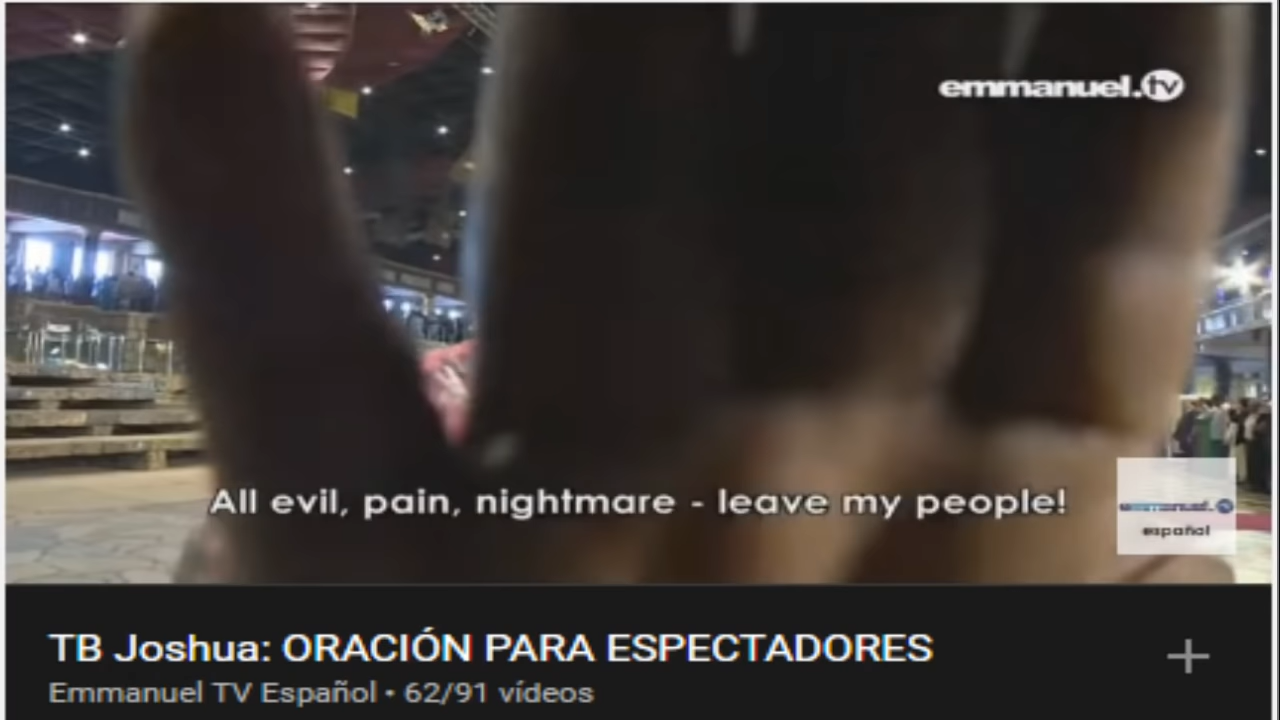 emmanuel.tv
All evil, pain, nightmare - leave my people!
emmanuel.tv
español
TB Joshua: ORACIÓN PARA ESPECTADORES
Emmanuel TV Español • 62/91 vídeos